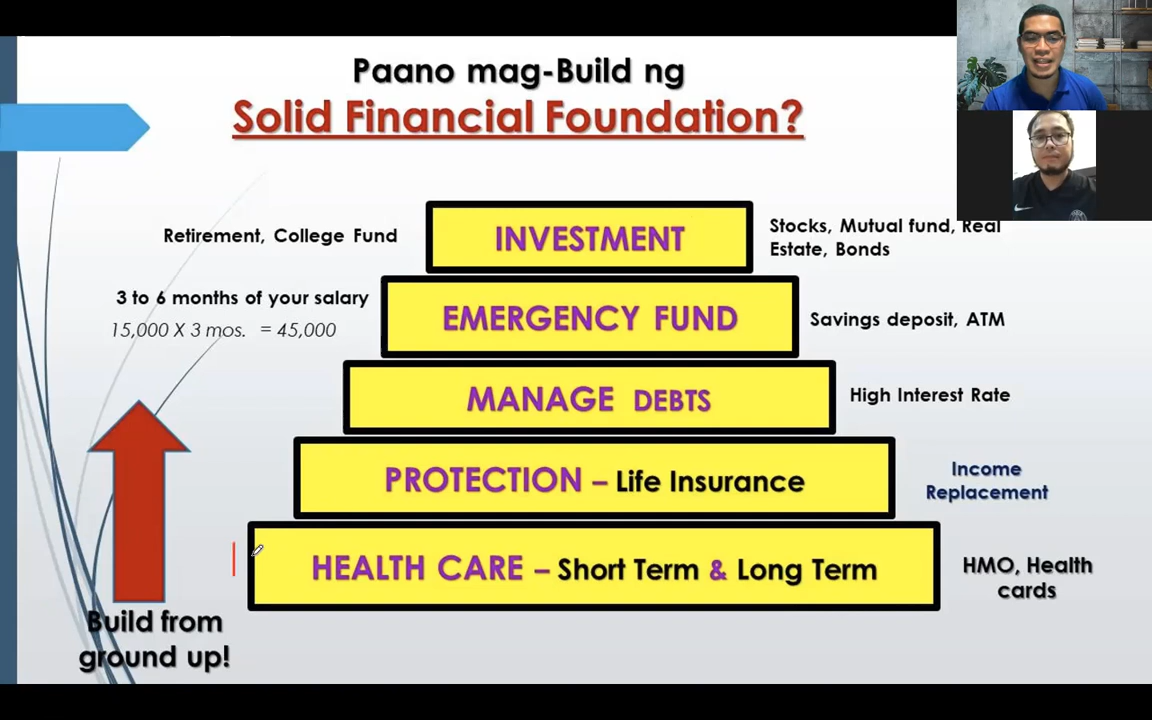 Paano mag-Build ng
Solid Financial Foundation?
Retirement, College Fund
INVESTMENT
Stocks, Mutual fund, Real
Estate, Bonds
3 to 6 months of your salary
15,000 X 3 mos. = 45,000
EMERGENCY FUND
Savings deposit, ATM
MANAGE DEBTS
High Interest Rate
PROTECTION – Life Insurance
Income
Replacement
HEALTH CARE – Short Term & Long Term
HMO, Health
cards
Build from
ground up!